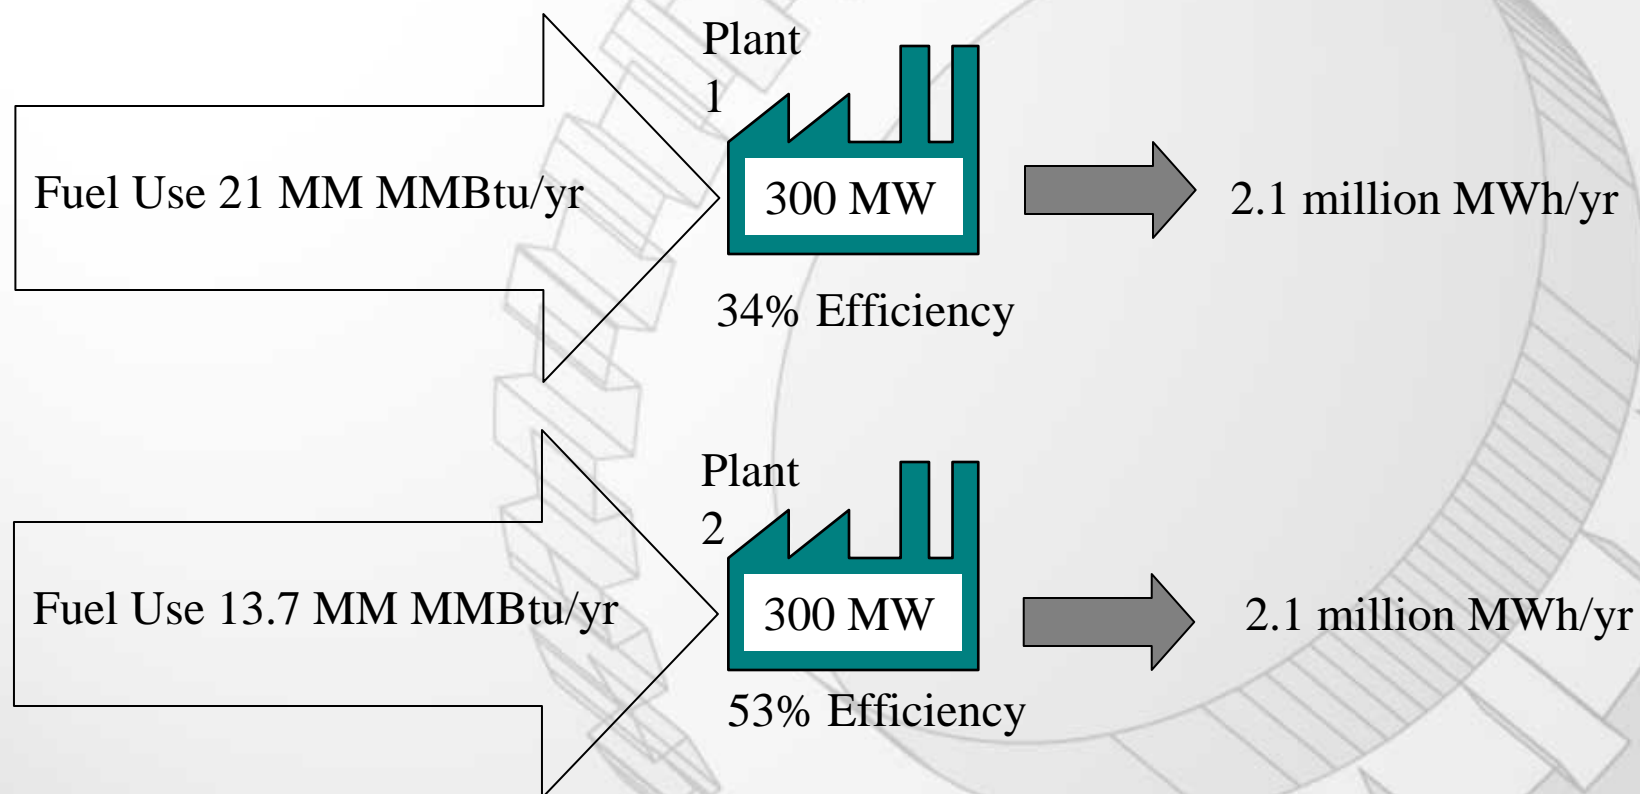 Plant
1
Fuel Use 21 MM MMBtu/yr
300 MW
2.1 million MWh/yr
34% Efficiency
Plant
2
Fuel Use 13.7 MM MMBtu/yr
300 MW
2.1 million MWh/yr
53% Efficiency